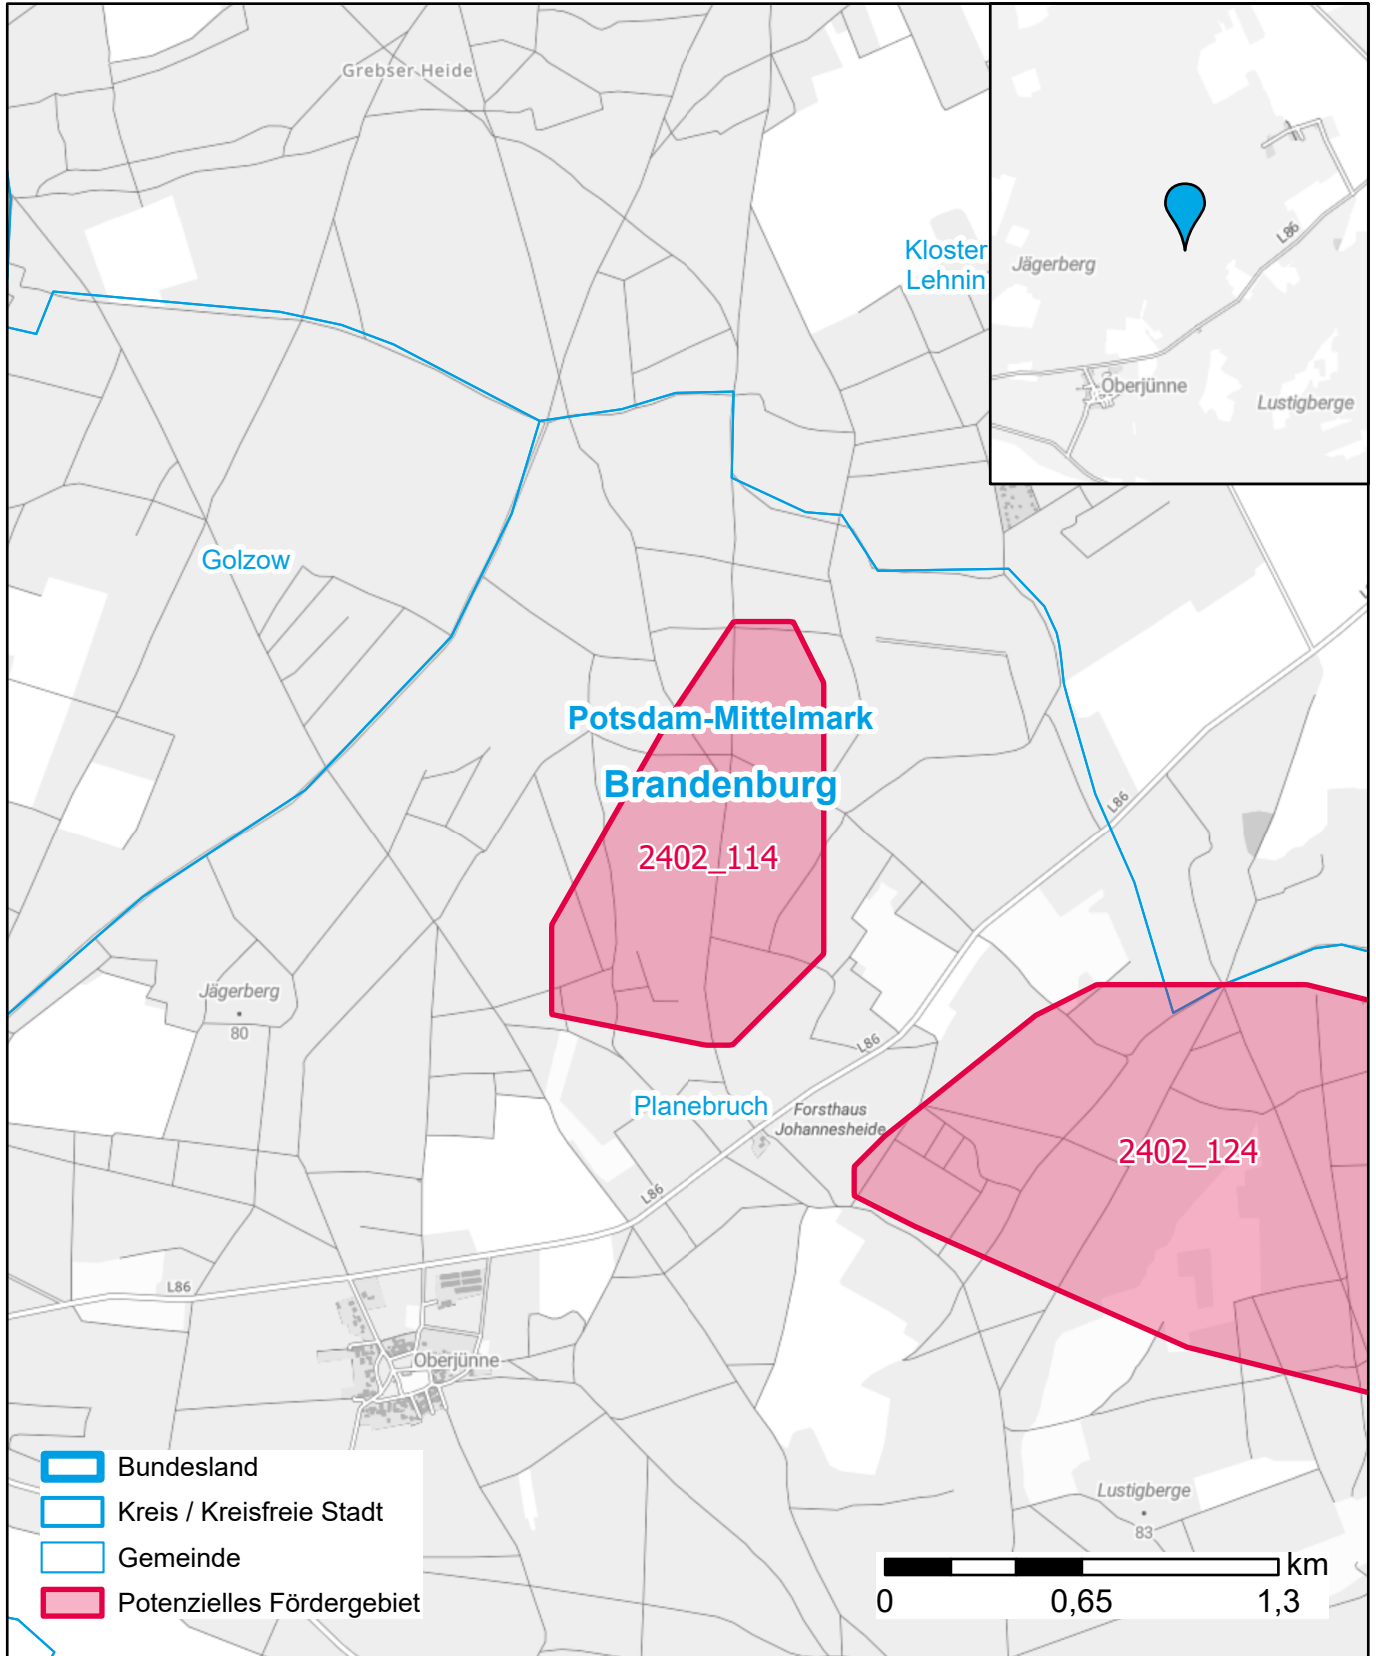 Grebser Heide
Kloster
Lehnin
Jägerberg
L86
Oberjünne
Lustigberge
Golzow
Potsdam-Mittelmark
Brandenburg
L86
2402_114
Jägerberg
80
L86
Planebruch
Forsthaus
Johannesheide
2402_124
L86
L86
Oberjünne
Bundesland
Kreis / Kreisfreie Stadt
Gemeinde
Potenzielles Fördergebiet
Lustigberge
83
km
0 0,65 1,3